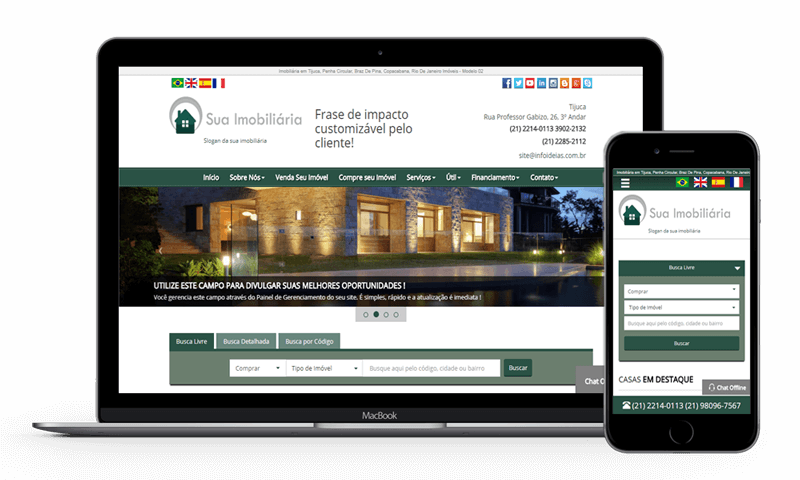 Imobiliária em Tijuca, Penha Circular, Braz De Pina, Copacabana, Rio De Janeiro Imóveis - Modelo 02
Sua Imobiliária
Slogan da sua imobiliária
Frase de impacto
customizável pelo
cliente!
Tijuca
Rua Professor Gabizo, 26, 3º Andar
(21) 2214-0113 3902-2132
(21) 2285-2112
site@infoideias.com.br
Início Sobre Nós Venda Seu Imóvel Compre seu Imóvel Serviços Útil Financiamento Contato
UTILIZE ESTE CAMPO PARA DIVULGAR SUAS MELHORES OPORTUNIDADES !
Você gerencia este campo através do Painel de Gerenciamento do seu site. É simples, rápido e a atualização é imediata !
Busca Livre Busca Detalhada Busca por Código
Comprar Tipo de Imóvel Busque aqui pelo código, cidade ou bairro Buscar
Chat O
MacBook
Imobiliária em Tijuca, Penha Circular, Braz De Pina, Copacabana, Rio De Janeiro
Sua Imobiliária
Slogan da sua imobiliária
Busca Livre
Comprar
Tipo de Imóvel
Busque aqui pelo código, cidade ou bairro
Buscar
CASAS EM DESTAQUE
Chat Offline
(21) 2214-0113 (21) 98096-7567